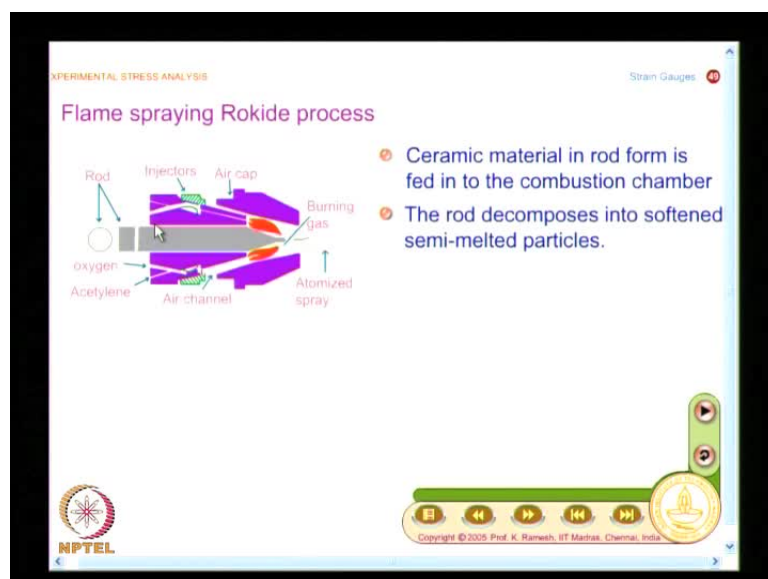 XPERIMENTAL STRESS ANALYSIS
Strain Gauges 49
Flame spraying Rokide process
Rod
Injectors
Air cap
Burning
gas
oxygen
Acetylene
Air channel
Atomized
spray
Ceramic material in rod form is
fed in to the combustion chamber
The rod decomposes into softened
semi-melted particles.
NPTEL
Copyright © 2005 Prof. K. Ramesh, IIT Madras, Chennai, India